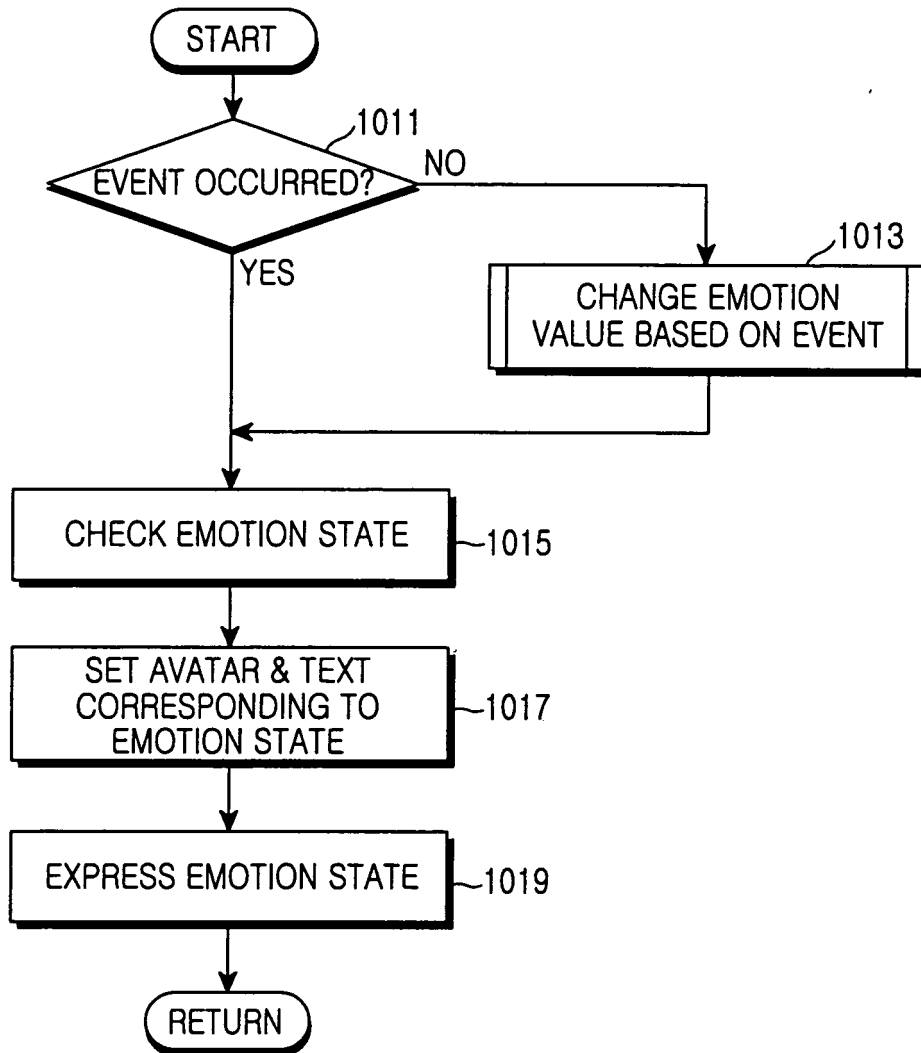 START
1011
EVENT OCCURRED?
NO
YES
1013
CHANGE EMOTION
VALUE BASED ON EVENT
CHECK EMOTION STATE
1015
SET AVATAR & TEXT
CORRESPONDING TO
EMOTION STATE
1017
EXPRESS EMOTION STATE
1019
RETURN